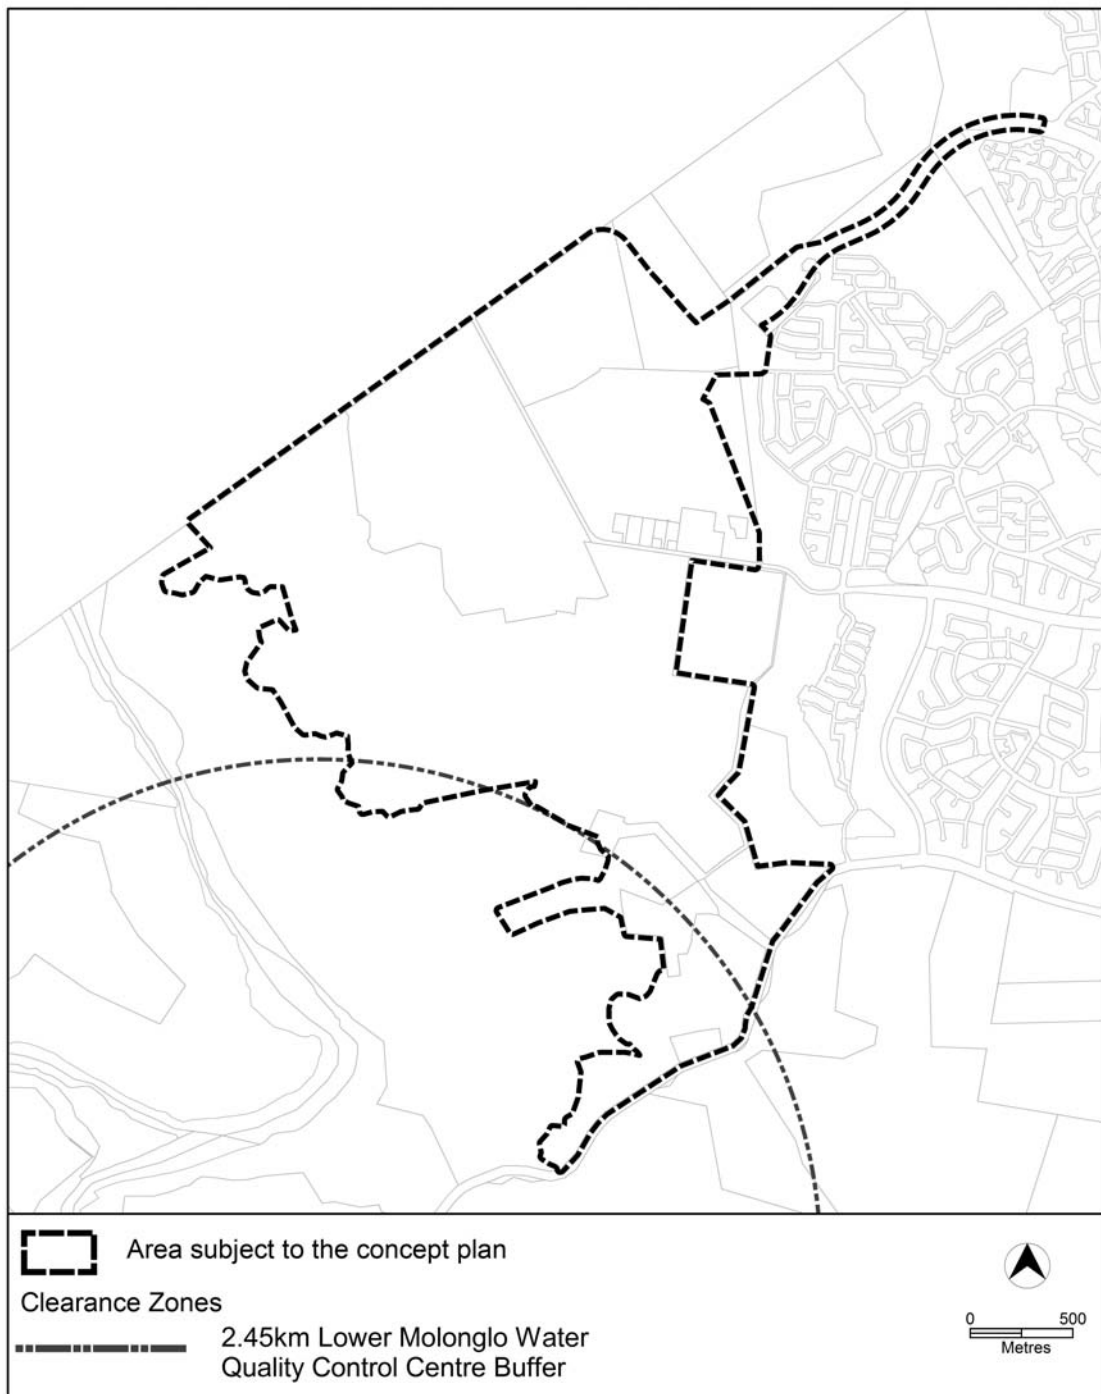 Area subject to the concept plan
Clearance Zones
2.45km Lower Molonglo Water
Quality Control Centre Buffer
0 500
Metres